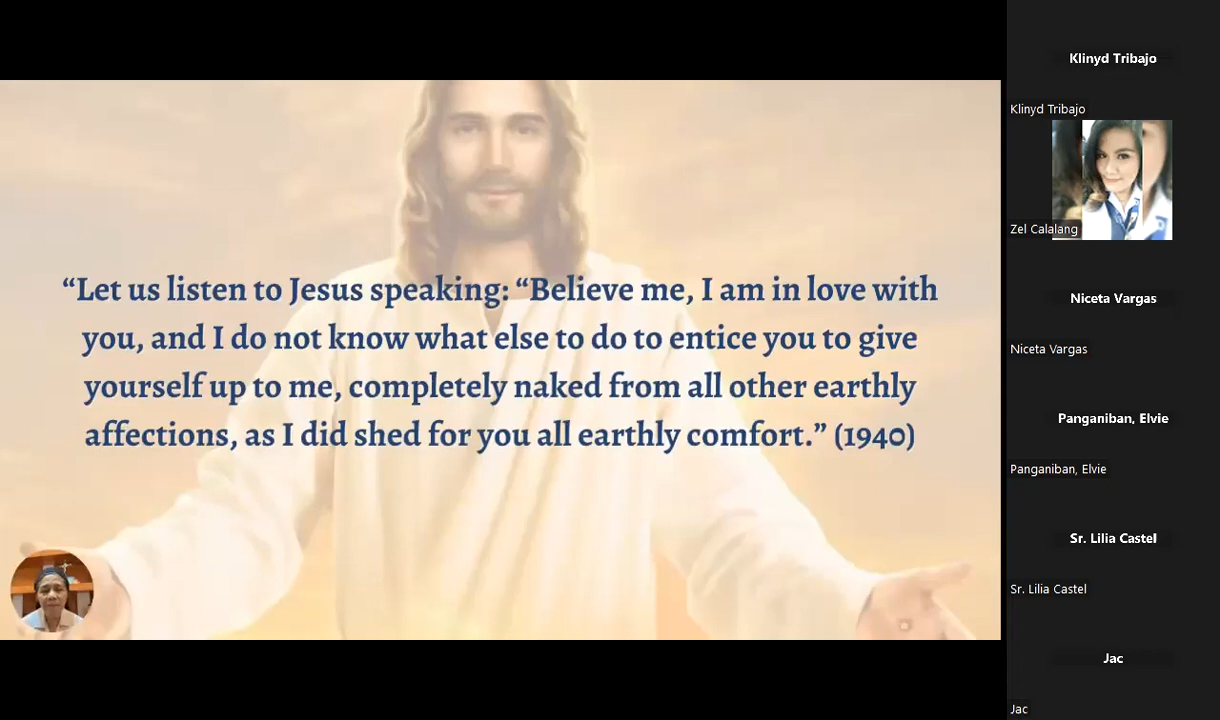 “Let us listen to Jesus speaking: “Believe me, I am in love with
you, and I do not know what else to do to entice you to give
yourself up to me, completely naked from all other earthly
affections, as I did shed for you all earthly comfort.” (1940)
Klinyd Tribajo
Klinyd Tribajo
Zel Calalang
Niceta Vargas
Niceta Vargas
Panganiban, Elvie
Panganiban, Elvie
Sr. Lilia Castel
Sr. Lilia Castel
Jac
Jac